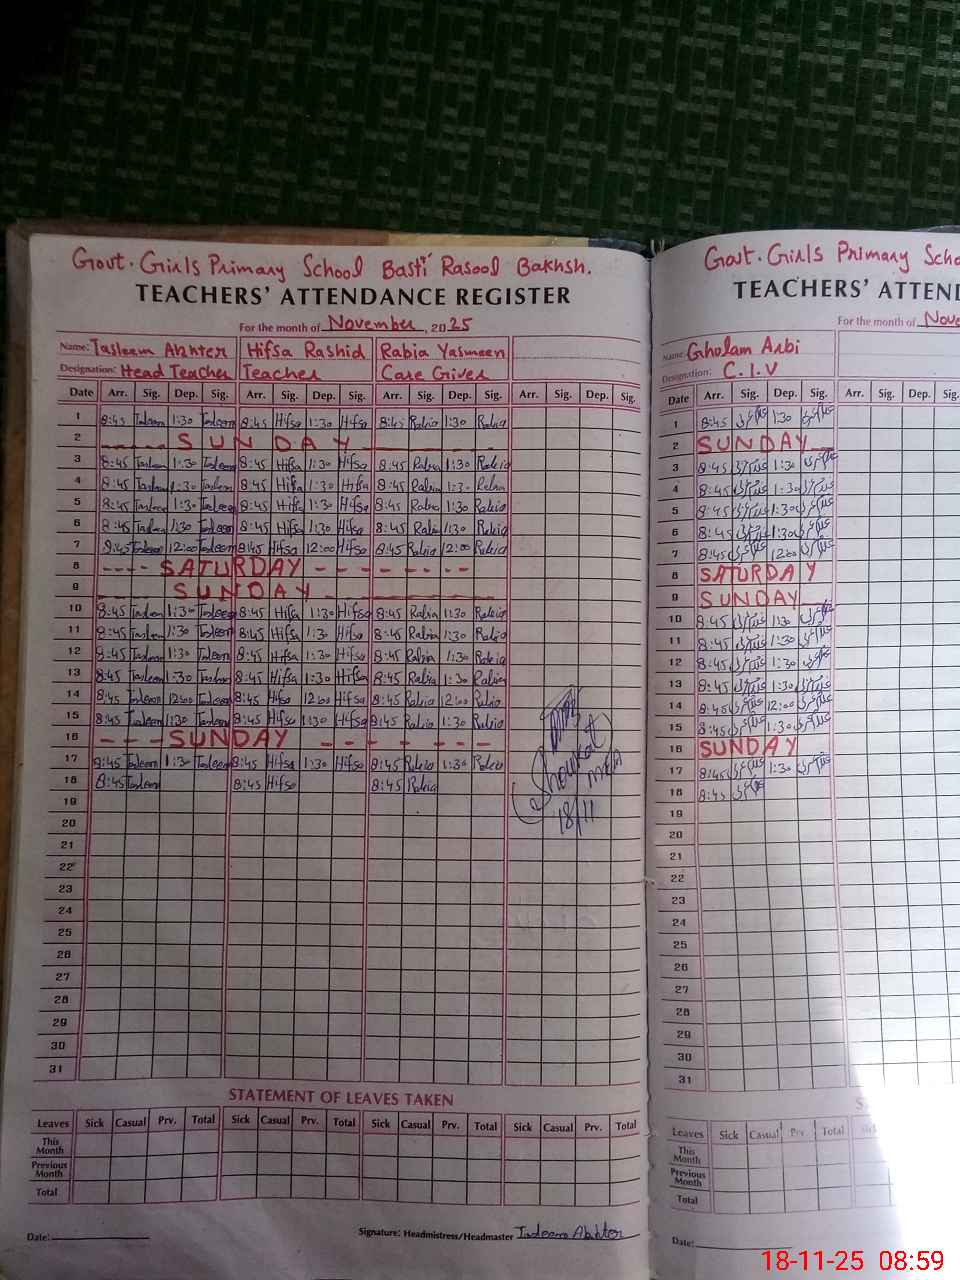 Govt. Girls Primary School Basti Rasool Bakhsh.
TEACHERS' ATTENDANCE REGISTER
For the month of November, 2025
Name: Tasleem Akhter Hifsa Rashid Rabia Yasmeen
Designation: Head Teacher Teacher Care Giver
Date Arr. Sig. Dep. Sig. Arr. Sig. Dep. Sig. Arr. Sig. Dep. Sig. Arr. Sig. Dep. Sig.
1 8:45 Tasleem 1:30 Tasleem 8:45 Hifsa 1:30 Hifsa 8:45 Rabia 1:30 Rabia
2 SUNDAY
3 8:45 Tasleem 1:30 Tasleem 8:45 Hifsa 1:30 Hifsa 8:45 Rabia 1:30 Rabia
4 8:45 Tasleem 1:30 Tasleem 8:45 Hifsa 1:30 Hifsa 8:45 Rabia 1:30 Rabia
5 8:45 Tasleem 1:30 Tasleem 8:45 Hifsa 1:30 Hifsa 8:45 Rabia 1:30 Rabia
6 8:45 Tasleem 1:30 Tasleem 8:45 Hifsa 1:30 Hifsa 8:45 Rabia 1:30 Rabia
7 8:45 Tasleem 12:00 Tasleem 8:45 Hifsa 12:00 Hifsa 8:45 Rabia 12:00 Rabia
8 SATURDAY
9 SUNDAY
10 8:45 Tasleem 1:30 Tasleem 8:45 Hifsa 1:30 Hifsa 8:45 Rabia 1:30 Rabia
11 8:45 Tasleem 1:30 Tasleem 8:45 Hifsa 1:30 Hifsa 8:45 Rabia 1:30 Rabia
12 8:45 Tasleem 1:30 Tasleem 8:45 Hifsa 1:30 Hifsa 8:45 Rabia 1:30 Rabia
13 8:45 Tasleem 1:30 Tasleem 8:45 Hifsa 1:30 Hifsa 8:45 Rabia 1:30 Rabia
14 8:45 Tasleem 12:00 Tasleem 8:45 Hifsa 12:00 Hifsa 8:45 Rabia 12:00 Rabia
15 8:45 Tasleem 1:30 Tasleem 8:45 Hifsa 1:30 Hifsa 8:45 Rabia 1:30 Rabia
16 SUNDAY
17 8:45 Tasleem 1:30 Tasleem 8:45 Hifsa 1:30 Hifsa 8:45 Rabia 1:30 Rabia
18 8:45 Tasleem 8:45 Hifsa 8:45 Rabia
19
20
21
22
23
24
25
26
27
28
29
30
31
Shoukat
18/11
STATEMENT OF LEAVES TAKEN
Leaves Sick Casual Prv. Total Sick Casual Prv. Total Sick Casual Prv. Total Sick Casual Prv. Total
This Month
Previous Month
Total
Date: Signature: Headmistress/Headmaster Tasleem Akhter
Govt. Girls Primary Scho
TEACHERS' ATTEN
For the month of Nov
Name: Gholam Arbi
Designation: C.I.V
Date Arr. Sig. Dep. Sig. Arr. Sig. Dep. Sig.
1 8:45 1:30
2 SUNDAY
3 8:45 1:30
4 8:45 1:30
5 8:45 1:30
6 8:45 1:30
7 8:45 12:00
8 SATURDAY
9 SUNDAY
10 8:45 1:30
11 8:45 1:30
12 8:45 1:30
13 8:45 1:30
14 8:45 12:00
15 8:45 1:30
16 SUNDAY
17 8:45 1:30
18 8:45
19
20
21
22
23
24
25
26
27
28
29
30
31
Leaves Sick Casual Prv. Total
This Month
Previous Month
Total
Date:
18-11-25 08:59